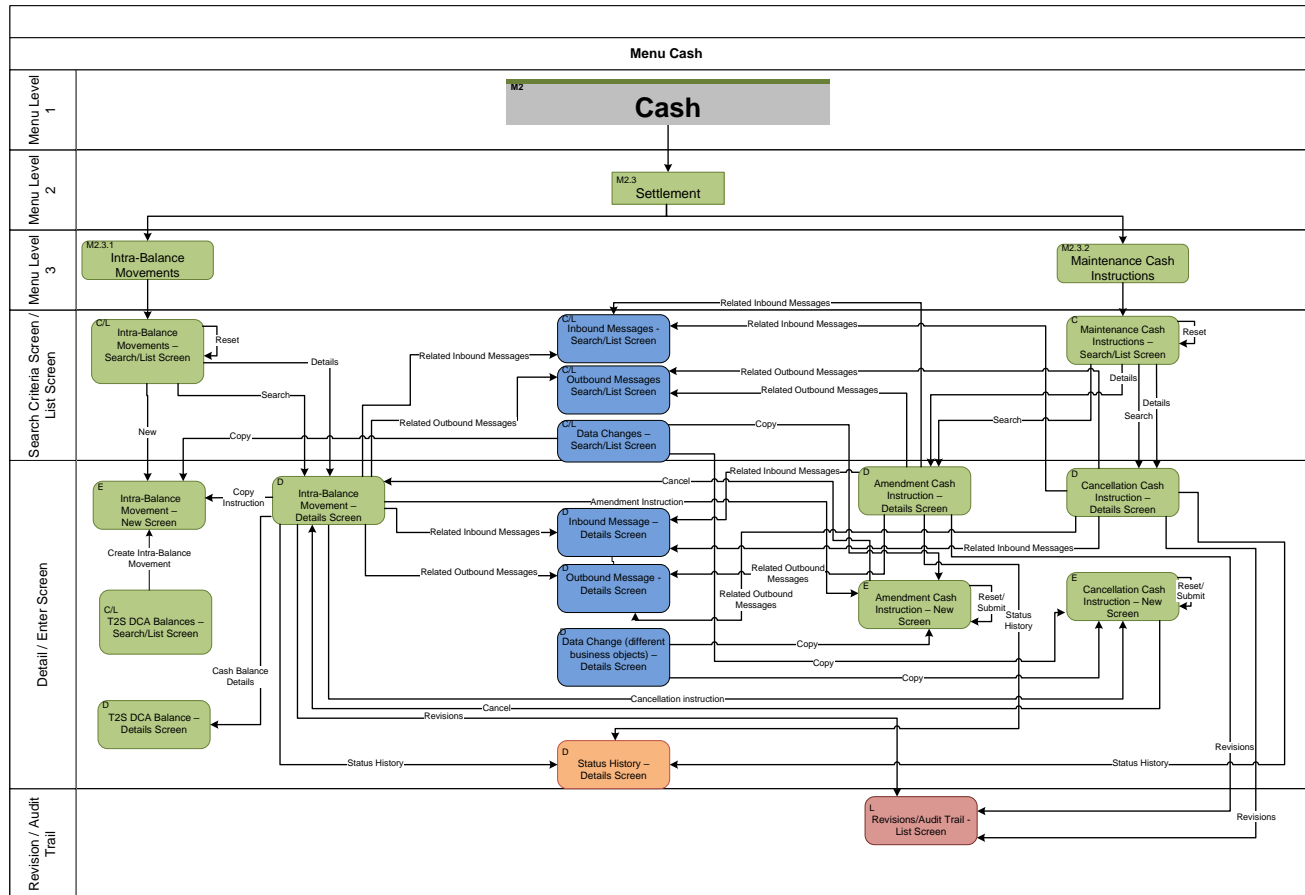 Menu Cash
Menu Level
1
M2
Cash
Menu Level
2
M2.3
Settlement
Menu Level
3
M2.3.1
Intra-Balance
Movements
M2.3.2
Maintenance Cash
Instructions
Search Criteria Screen /
List Screen
C/L
Intra-Balance
Movements –
Search/List Screen
Reset
Details
Search
New
Related Inbound Messages
Related Outbound Messages
Copy
C/L
Inbound Messages -
Search/List Screen
C/L
Outbound Messages
Search/List Screen
C/L
Data Changes –
Search/List Screen
Related Inbound Messages
Related Inbound Messages
Related Outbound Messages
Related Outbound Messages
Copy
C
Maintenance Cash
Instructions –
Search/List Screen
Reset
Details
Details
Search
Search
Detail / Enter Screen
E
Intra-Balance
Movement –
New Screen
Copy
Instruction
D
Intra-Balance
Movement –
Details Screen
Cancel
Amendment Instruction
Related Inbound Messages
Related Inbound Messages
Related Outbound Messages
D
Inbound Message –
Details Screen
D
Outbound Message -
Details Screen
D
Data Change (different
business objects) –
Details Screen
D
Amendment Cash
Instruction –
Details Screen
D
Cancellation Cash
Instruction –
Details Screen
Related Inbound Messages
Related Outbound
Messages
Related Outbound
Messages
E
Amendment Cash
Instruction – New
Screen
Reset/
Submit
Status
History
E
Cancellation Cash
Instruction – New
Screen
Reset/
Submit
Create Intra-Balance
Movement
C/L
T2S DCA Balances –
Search/List Screen
Copy
Copy
Copy
Cash Balance
Details
D
T2S DCA Balance –
Details Screen
Cancellation instruction
Cancel
Revisions
Status History
D
Status History –
Details Screen
Status History
Revisions
Revision / Audit
Trail
L
Revisions/Audit Trail -
List Screen
Revisions